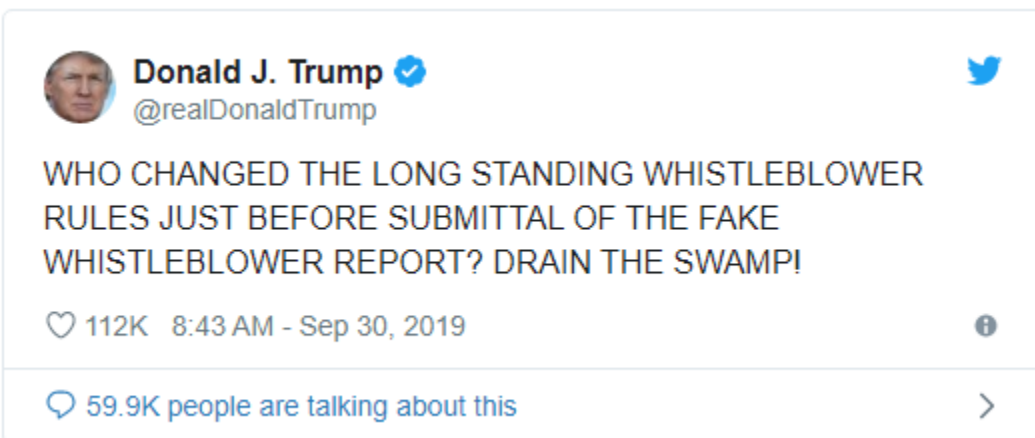 Donald J. Trump
@realDonaldTrump
WHO CHANGED THE LONG STANDING WHISTLEBLOWER
RULES JUST BEFORE SUBMITTAL OF THE FAKE
WHISTLEBLOWER REPORT? DRAIN THE SWAMP!
112K 8:43 AM - Sep 30, 2019
59.9K people are talking about this